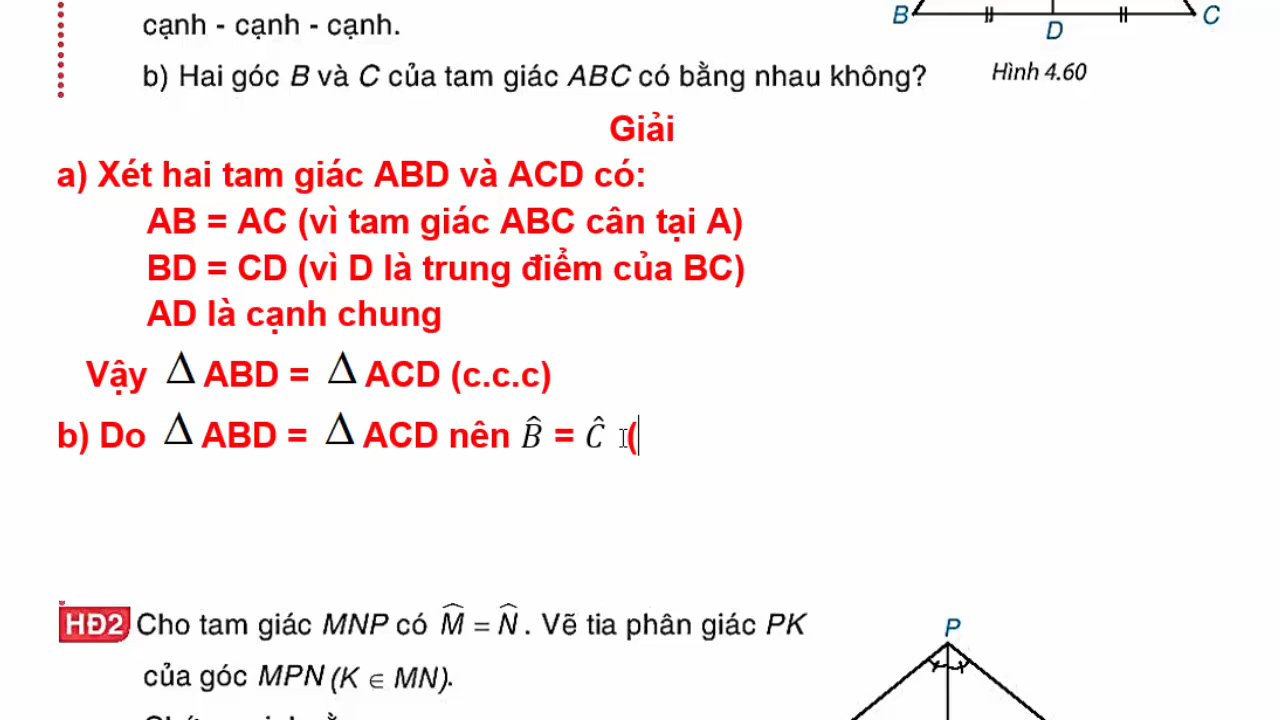 cạnh - cạnh - cạnh.
B
C
D
b) Hai góc B và C của tam giác ABC có bằng nhau không?
Hình 4.60
Giải
a) Xét hai tam giác ABD và ACD có:
AB = AC (vì tam giác ABC cân tại A)
BD = CD (vì D là trung điểm của BC)
AD là cạnh chung
Vậy Δ ABD = Δ ACD (c.c.c)
b) Do Δ ABD = Δ ACD nên B̂ = Ĉ (
HĐ2 Cho tam giác MNP có M̂ = N̂. Vẽ tia phân giác PK
P
của góc MPN (K ∈ MN).